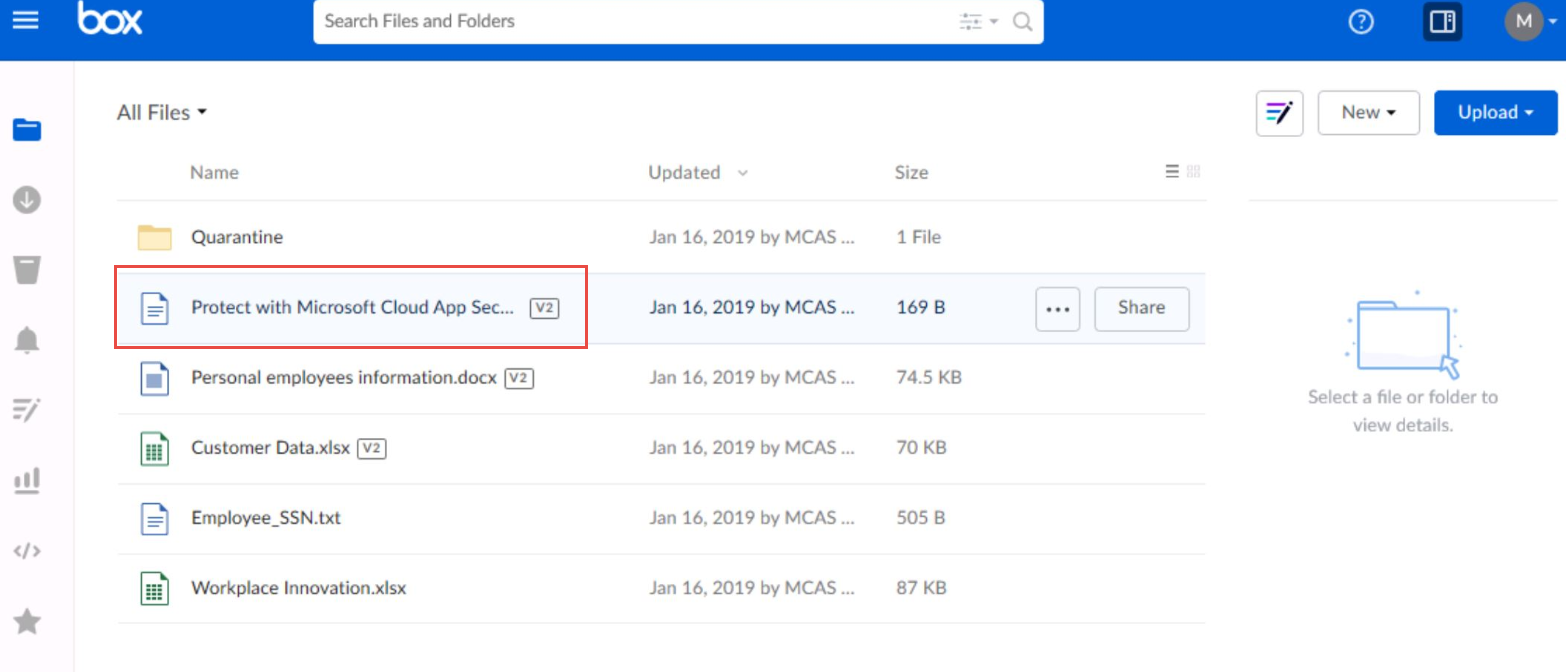 box
Search Files and Folders
M
All Files
New
Upload
Name Updated Size
Quarantine Jan 16, 2019 by MCAS ... 1 File
Protect with Microsoft Cloud App Sec... V2 Jan 16, 2019 by MCAS ... 169 B ... Share
Personal employees information.docx V2 Jan 16, 2019 by MCAS ... 74.5 KB
Customer Data.xlsx V2 Jan 16, 2019 by MCAS ... 70 KB
Employee_SSN.txt Jan 16, 2019 by MCAS ... 505 B
Workplace Innovation.xlsx Jan 16, 2019 by MCAS ... 87 KB
Select a file or folder to
view details.